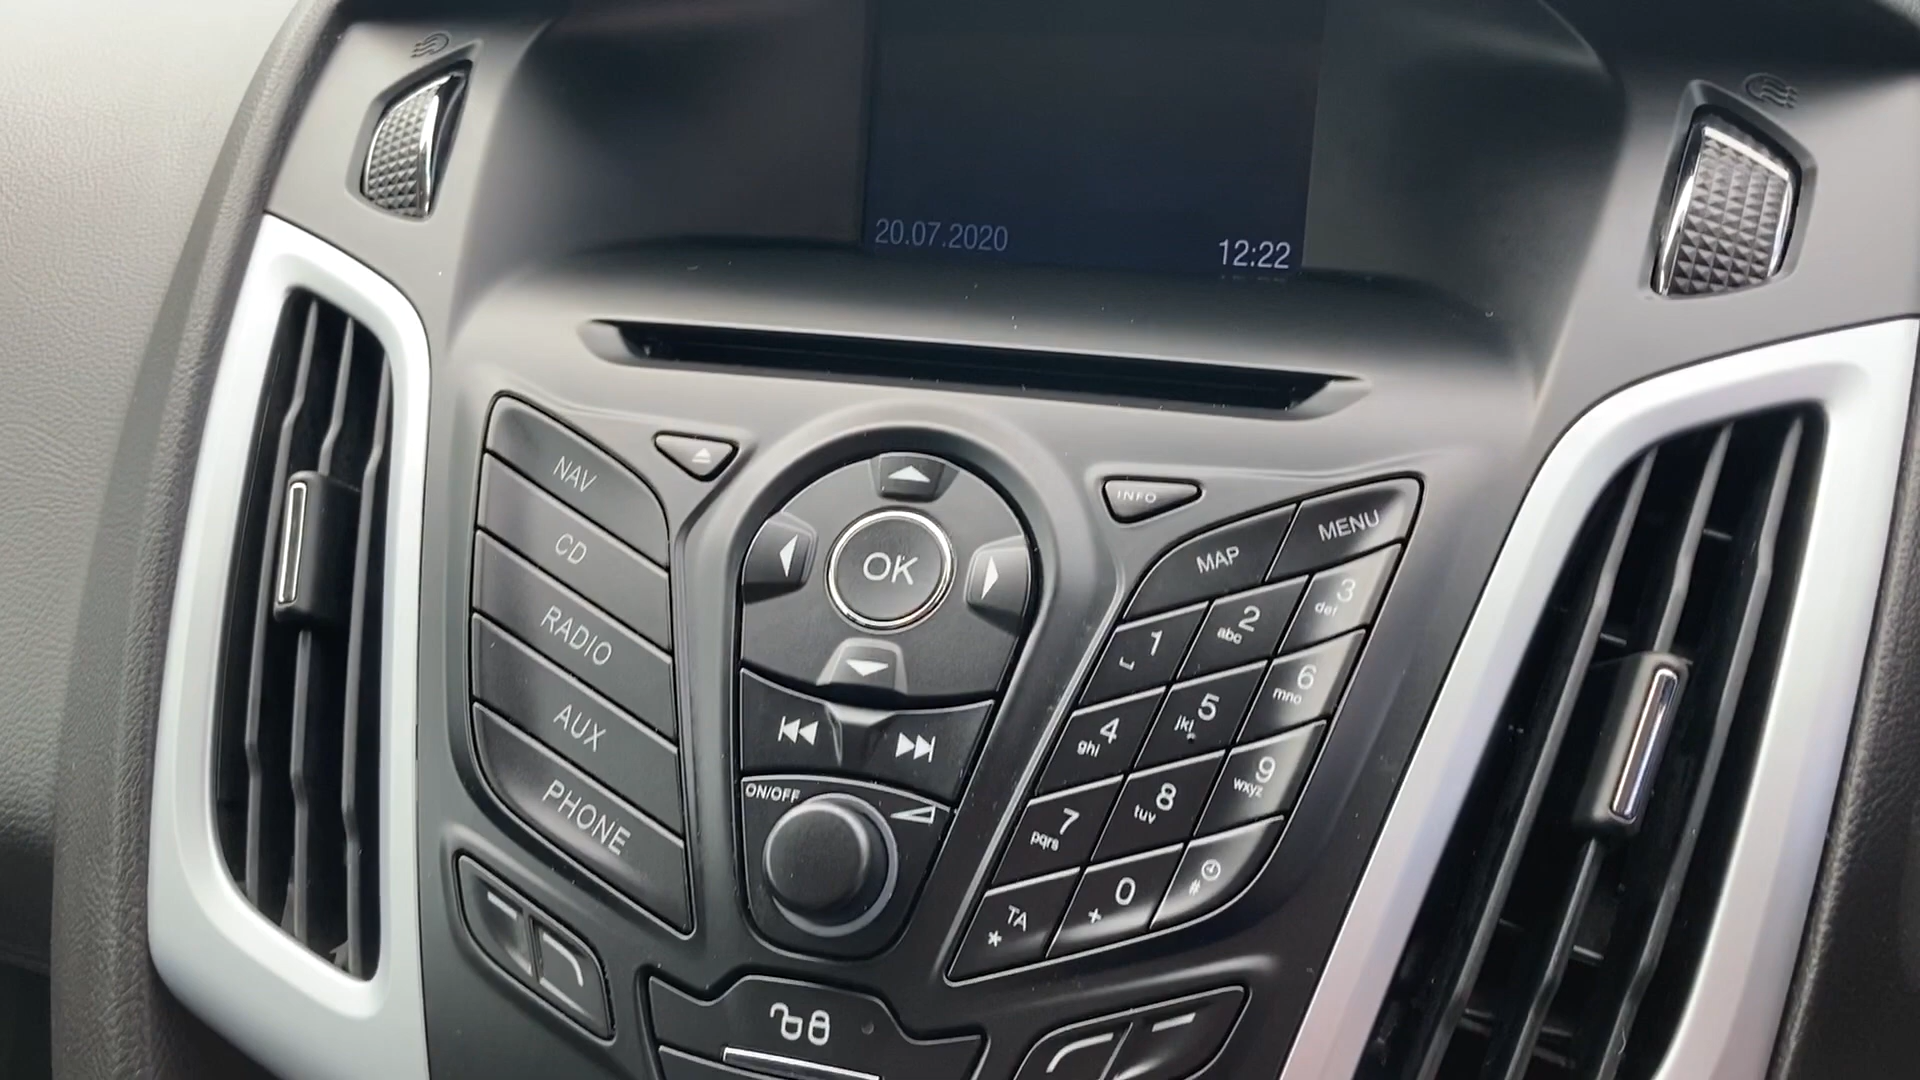 20.07.2020
12:22
NAV
CD
RADIO
AUX
PHONE
OK
ON/OFF
INFO
MAP
MENU
1
2
abc
3
def
4
ghi
5
jkl
6
mno
7
pqrs
8
tuv
9
wxyz
TA
*
0
+
#